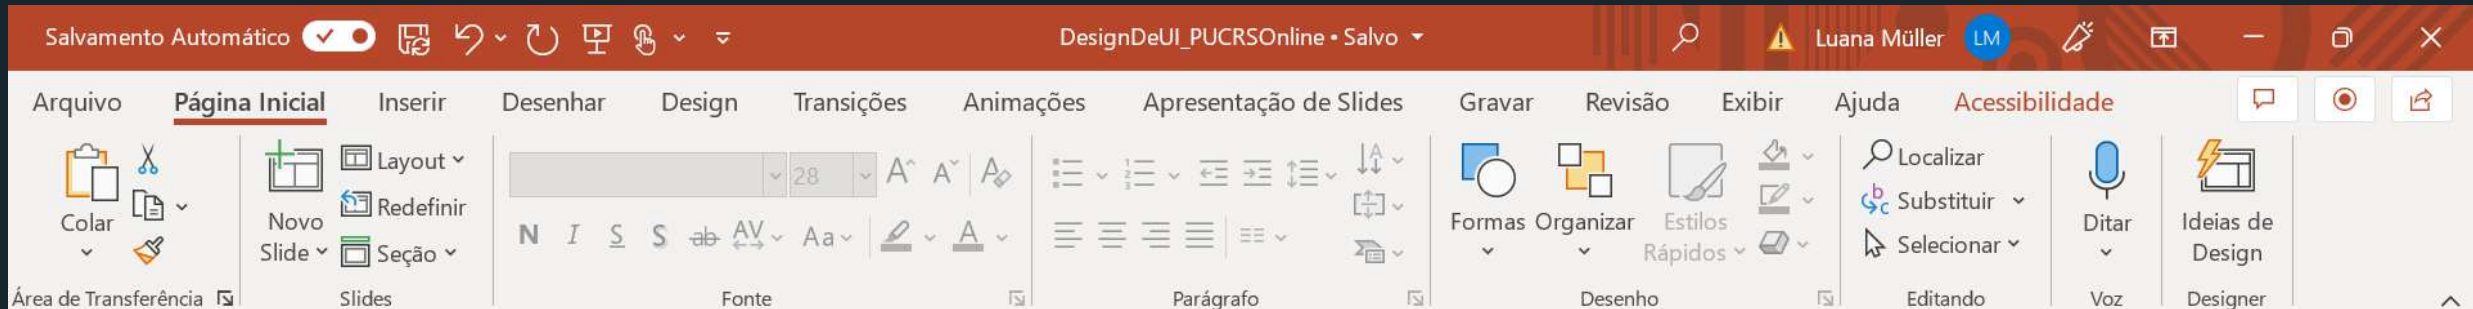 Salvamento Automático
DesignDeUI_PUCRSOnline • Salvo
Luana Müller LM
Arquivo Página Inicial Inserir Desenhar Design Transições Animações Apresentação de Slides Gravar Revisão Exibir Ajuda Acessibilidade
Colar
Novo
Slide
Layout
Redefinir
Seção
28
A A A
N I S S ab AV Aa A
Formas
Organizar
Estilos
Rápidos
Localizar
Substituir
Selecionar
Ditar
Ideias de
Design
Área de Transferência Slides Fonte Parágrafo Desenho Editando Voz Designer